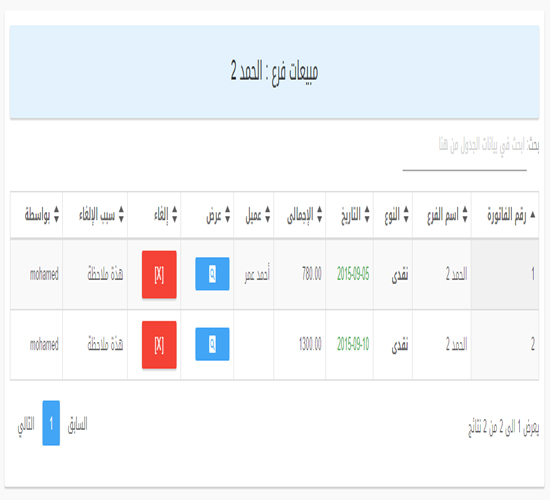 مبيعات فرع : الحمد 2
بحث: ابحث في بيانات الجدول من هنا
رقم الفاتورة اسم الفرع النوع التاريخ الإجمالى عميل عرض إلغاء سبب الإلغاء بواسطة
1 الحمد 2 نقدى 2015-09-05 780.00 أحمد عمر [X] هذة ملاحظة mohamed
2 الحمد 2 نقدى 2015-09-10 1300.00 [X] هذة ملاحظة mohamed
يعرض 1 الى 2 من 2 نتائج
السابق 1 التالي